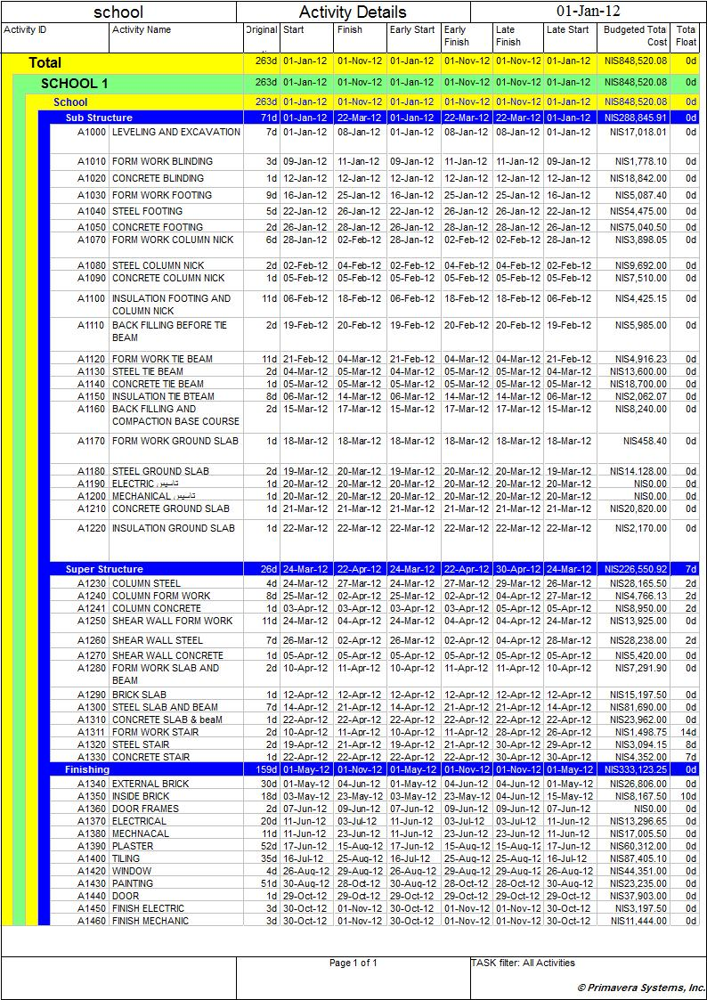 school Activity Details 01-Jan-12
Activity ID Activity Name Original Start Finish Early Start Early Finish Late Finish Late Start Budgeted Total Cost Total Float
Total 263d 01-Jan-12 01-Nov-12 01-Jan-12 01-Nov-12 01-Nov-12 01-Jan-12 NIS848,520.08 0d
SCHOOL 1 263d 01-Jan-12 01-Nov-12 01-Jan-12 01-Nov-12 01-Nov-12 01-Jan-12 NIS848,520.08 0d
School 263d 01-Jan-12 01-Nov-12 01-Jan-12 01-Nov-12 01-Nov-12 01-Jan-12 NIS848,520.08 0d
Sub Structure 71d 01-Jan-12 22-Mar-12 01-Jan-12 22-Mar-12 22-Mar-12 01-Jan-12 NIS288,845.91 0d
A1000 LEVELING AND EXCAVATION 7d 01-Jan-12 08-Jan-12 01-Jan-12 08-Jan-12 08-Jan-12 01-Jan-12 NIS17,018.01 0d
A1010 FORM WORK BLINDING 3d 09-Jan-12 11-Jan-12 09-Jan-12 11-Jan-12 11-Jan-12 09-Jan-12 NIS1,778.10 0d
A1020 CONCRETE BLINDING 1d 12-Jan-12 12-Jan-12 12-Jan-12 12-Jan-12 12-Jan-12 12-Jan-12 NIS18,842.00 0d
A1030 FORM WORK FOOTING 9d 16-Jan-12 25-Jan-12 16-Jan-12 25-Jan-12 25-Jan-12 16-Jan-12 NIS5,087.40 0d
A1040 STEEL FOOTING 5d 22-Jan-12 26-Jan-12 22-Jan-12 26-Jan-12 26-Jan-12 22-Jan-12 NIS54,475.00 0d
A1050 CONCRETE FOOTING 2d 26-Jan-12 28-Jan-12 26-Jan-12 28-Jan-12 28-Jan-12 26-Jan-12 NIS75,040.50 0d
A1070 FORM WORK COLUMN NICK 6d 28-Jan-12 02-Feb-12 28-Jan-12 02-Feb-12 02-Feb-12 28-Jan-12 NIS3,898.05 0d
A1080 STEEL COLUMN NICK 2d 02-Feb-12 04-Feb-12 02-Feb-12 04-Feb-12 04-Feb-12 02-Feb-12 NIS9,692.00 0d
A1090 CONCRETE COLUMN NICK 1d 05-Feb-12 05-Feb-12 05-Feb-12 05-Feb-12 05-Feb-12 05-Feb-12 NIS7,510.00 0d
A1100 INSULATION FOOTING AND COLUMN NICK 11d 06-Feb-12 18-Feb-12 06-Feb-12 18-Feb-12 18-Feb-12 06-Feb-12 NIS4,425.15 0d
A1110 BACK FILLING BEFORE TIE BEAM 2d 19-Feb-12 20-Feb-12 19-Feb-12 20-Feb-12 20-Feb-12 19-Feb-12 NIS5,985.00 0d
A1120 FORM WORK TIE BEAM 11d 21-Feb-12 04-Mar-12 21-Feb-12 04-Mar-12 04-Mar-12 21-Feb-12 NIS4,916.23 0d
A1130 STEEL TIE BEAM 2d 04-Mar-12 05-Mar-12 04-Mar-12 05-Mar-12 05-Mar-12 04-Mar-12 NIS13,600.00 0d
A1140 CONCRETE TIE BEAM 1d 05-Mar-12 05-Mar-12 05-Mar-12 05-Mar-12 05-Mar-12 05-Mar-12 NIS18,700.00 0d
A1150 INSULATION TIE BTEAM 8d 06-Mar-12 14-Mar-12 06-Mar-12 14-Mar-12 14-Mar-12 06-Mar-12 NIS2,062.07 0d
A1160 BACK FILLING AND COMPACTION BASE COURSE 2d 15-Mar-12 17-Mar-12 15-Mar-12 17-Mar-12 17-Mar-12 15-Mar-12 NIS8,240.00 0d
A1170 FORM WORK GROUND SLAB 1d 18-Mar-12 18-Mar-12 18-Mar-12 18-Mar-12 18-Mar-12 18-Mar-12 NIS458.40 0d
A1180 STEEL GROUND SLAB 2d 19-Mar-12 20-Mar-12 19-Mar-12 20-Mar-12 20-Mar-12 19-Mar-12 NIS14,128.00 0d
A1190 ELECTRIC تاسيس 1d 20-Mar-12 20-Mar-12 20-Mar-12 20-Mar-12 20-Mar-12 20-Mar-12 NIS0.00 0d
A1200 MECHANICAL تاسيس 1d 20-Mar-12 20-Mar-12 20-Mar-12 20-Mar-12 20-Mar-12 20-Mar-12 NIS0.00 0d
A1210 CONCRETE GROUND SLAB 1d 21-Mar-12 21-Mar-12 21-Mar-12 21-Mar-12 21-Mar-12 21-Mar-12 NIS20,820.00 0d
A1220 INSULATION GROUND SLAB 1d 22-Mar-12 22-Mar-12 22-Mar-12 22-Mar-12 22-Mar-12 22-Mar-12 NIS2,170.00 0d
Super Structure 26d 24-Mar-12 22-Apr-12 24-Mar-12 22-Apr-12 30-Apr-12 24-Mar-12 NIS226,550.92 7d
A1230 COLUMN STEEL 4d 24-Mar-12 27-Mar-12 24-Mar-12 27-Mar-12 29-Mar-12 26-Mar-12 NIS28,165.50 2d
A1240 COLUMN FORM WORK 8d 25-Mar-12 02-Apr-12 25-Mar-12 02-Apr-12 04-Apr-12 27-Mar-12 NIS4,766.13 2d
A1241 COLUMN CONCRETE 1d 03-Apr-12 03-Apr-12 03-Apr-12 03-Apr-12 05-Apr-12 05-Apr-12 NIS8,950.00 2d
A1250 SHEAR WALL FORM WORK 11d 24-Mar-12 04-Apr-12 24-Mar-12 04-Apr-12 04-Apr-12 24-Mar-12 NIS13,925.00 0d
A1260 SHEAR WALL STEEL 7d 26-Mar-12 02-Apr-12 26-Mar-12 02-Apr-12 04-Apr-12 28-Mar-12 NIS28,238.00 2d
A1270 SHEAR WALL CONCRETE 1d 05-Apr-12 05-Apr-12 05-Apr-12 05-Apr-12 05-Apr-12 05-Apr-12 NIS5,420.00 0d
A1280 FORM WORK SLAB AND BEAM 2d 10-Apr-12 11-Apr-12 10-Apr-12 11-Apr-12 11-Apr-12 10-Apr-12 NIS7,291.90 0d
A1290 BRICK SLAB 1d 12-Apr-12 12-Apr-12 12-Apr-12 12-Apr-12 12-Apr-12 12-Apr-12 NIS15,197.50 0d
A1300 STEEL SLAB AND BEAM 7d 14-Apr-12 21-Apr-12 14-Apr-12 21-Apr-12 21-Apr-12 14-Apr-12 NIS81,690.00 0d
A1310 CONCRETE SLAB & beaM 1d 22-Apr-12 22-Apr-12 22-Apr-12 22-Apr-12 22-Apr-12 22-Apr-12 NIS23,962.00 0d
A1311 FORM WORK STAIR 2d 10-Apr-12 11-Apr-12 10-Apr-12 11-Apr-12 28-Apr-12 26-Apr-12 NIS1,498.75 14d
A1320 STEEL STAIR 2d 19-Apr-12 21-Apr-12 19-Apr-12 21-Apr-12 30-Apr-12 29-Apr-12 NIS3,094.15 8d
A1330 CONCRETE STAIR 1d 22-Apr-12 22-Apr-12 22-Apr-12 22-Apr-12 30-Apr-12 30-Apr-12 NIS4,352.00 7d
Finishing 159d 01-May-12 01-Nov-12 01-May-12 01-Nov-12 01-Nov-12 01-May-12 NIS333,123.25 0d
A1340 EXTERNAL BRICK 30d 01-May-12 04-Jun-12 01-May-12 04-Jun-12 04-Jun-12 01-May-12 NIS26,806.00 0d
A1350 INSIDE BRICK 18d 03-May-12 23-May-12 03-May-12 23-May-12 04-Jun-12 15-May-12 NIS8,167.50 10d
A1360 DOOR FRAMES 2d 07-Jun-12 09-Jun-12 07-Jun-12 09-Jun-12 09-Jun-12 07-Jun-12 NIS0.00 0d
A1370 ELECTRICAL 20d 11-Jun-12 03-Jul-12 11-Jun-12 03-Jul-12 03-Jul-12 11-Jun-12 NIS13,296.65 0d
A1380 MECHNACAL 11d 11-Jun-12 23-Jun-12 11-Jun-12 23-Jun-12 23-Jun-12 11-Jun-12 NIS17,005.50 0d
A1390 PLASTER 52d 17-Jun-12 15-Aug-12 17-Jun-12 15-Aug-12 15-Aug-12 17-Jun-12 NIS60,312.00 0d
A1400 TILING 35d 16-Jul-12 25-Aug-12 16-Jul-12 25-Aug-12 25-Aug-12 16-Jul-12 NIS87,405.10 0d
A1420 WINDOW 4d 26-Aug-12 29-Aug-12 26-Aug-12 29-Aug-12 29-Aug-12 26-Aug-12 NIS44,351.00 0d
A1430 PAINTING 51d 30-Aug-12 28-Oct-12 30-Aug-12 28-Oct-12 28-Oct-12 30-Aug-12 NIS23,235.00 0d
A1440 DOOR 1d 29-Oct-12 29-Oct-12 29-Oct-12 29-Oct-12 29-Oct-12 29-Oct-12 NIS37,903.00 0d
A1450 FINISH ELECTRIC 3d 30-Oct-12 01-Nov-12 30-Oct-12 01-Nov-12 01-Nov-12 30-Oct-12 NIS3,197.50 0d
A1460 FINISH MECHANIC 3d 30-Oct-12 01-Nov-12 30-Oct-12 01-Nov-12 01-Nov-12 30-Oct-12 NIS11,444.00 0d
Page 1 of 1 TASK filter: All Activities
© Primavera Systems, Inc.